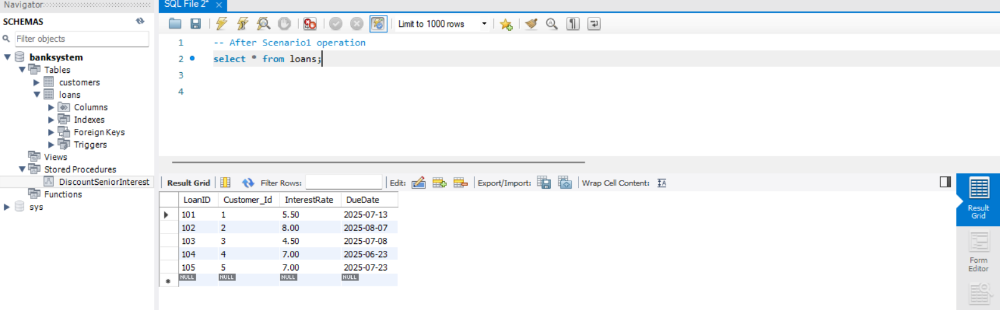 Navigator
SQL File 2*
SCHEMAS
Filter objects
banksystem
Tables
customers
loans
Columns
Indexes
Foreign Keys
Triggers
Views
Stored Procedures
DiscountSeniorInterest
Functions
sys
Limit to 1000 rows
1 -- After Scenario1 operation
2 select * from loans;
3
4
Result Grid Filter Rows: Edit: Export/Import: Wrap Cell Content: IA
LoanID Customer_Id InterestRate DueDate
101 1 5.50 2025-07-13
102 2 8.00 2025-08-07
103 3 4.50 2025-07-08
104 4 7.00 2025-06-23
105 5 7.00 2025-07-23
NULL NULL NULL NULL
Result
Grid
Form
Editor